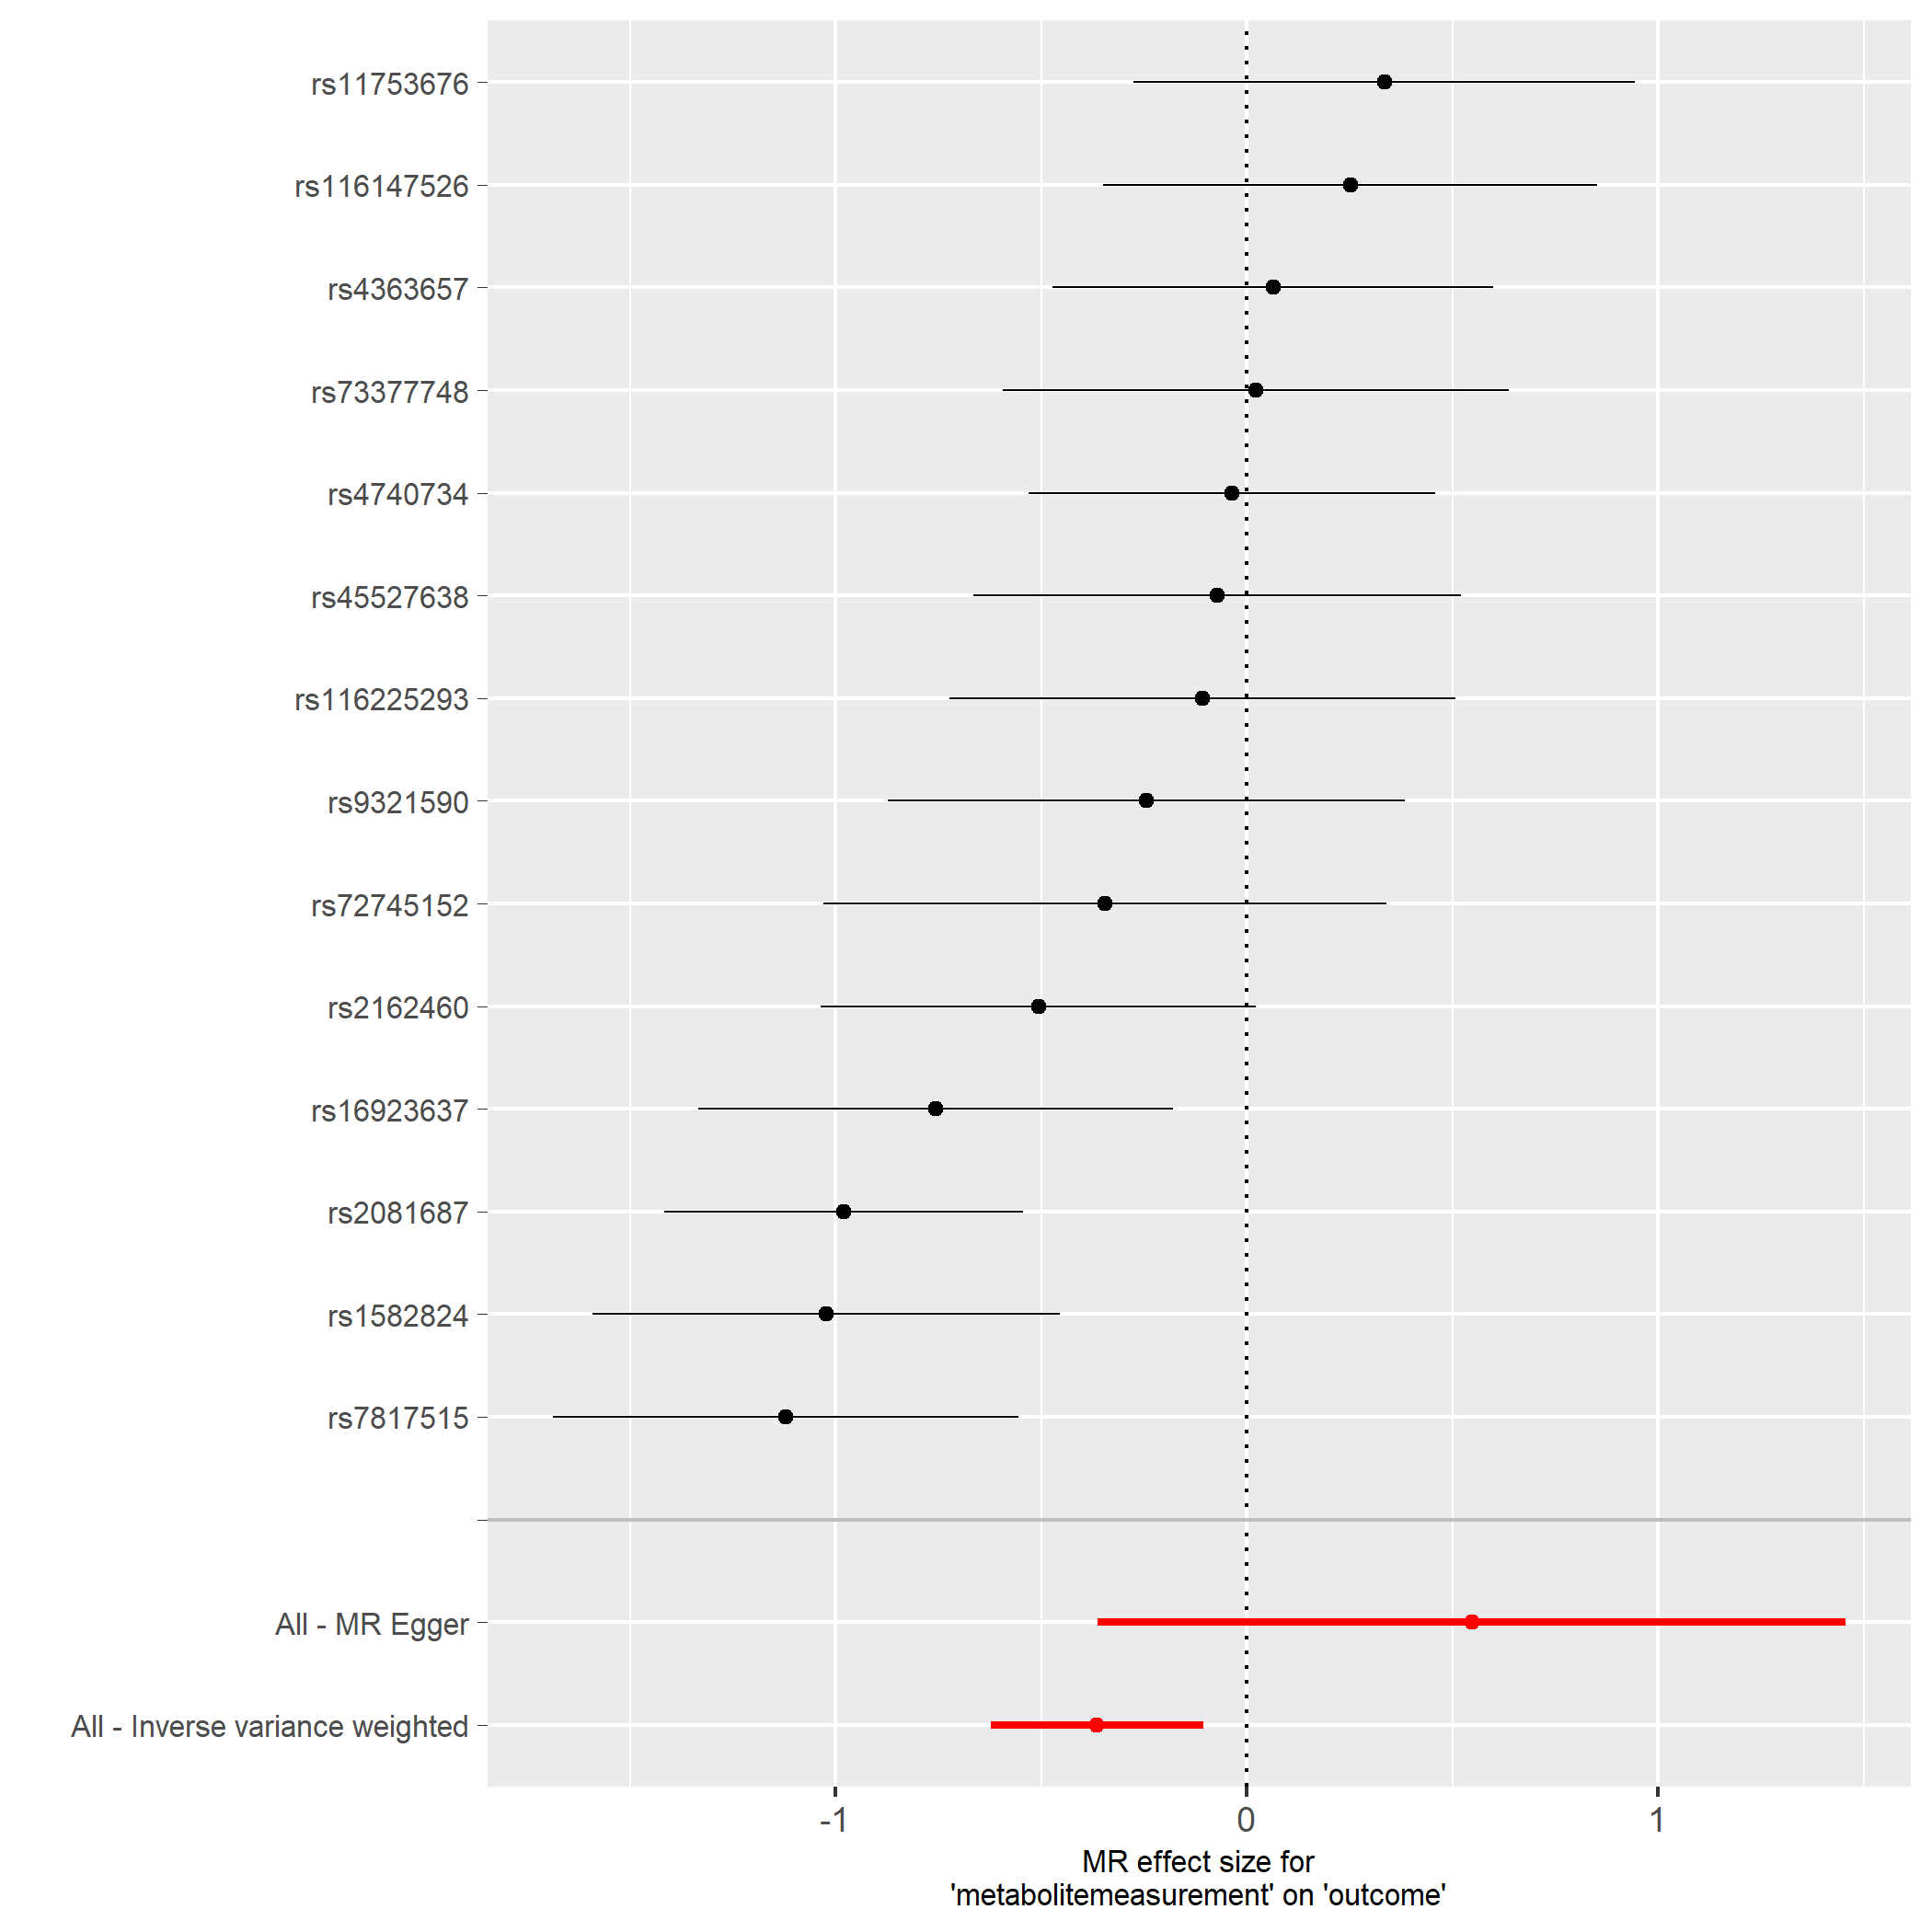 rs11753676
rs116147526
rs4363657
rs73377748
rs4740734
rs45527638
rs116225293
rs9321590
rs72745152
rs2162460
rs16923637
rs2081687
rs1582824
rs7817515
All - MR Egger
All - Inverse variance weighted
-1 0 1
MR effect size for
'metabolitemeasurement' on 'outcome'